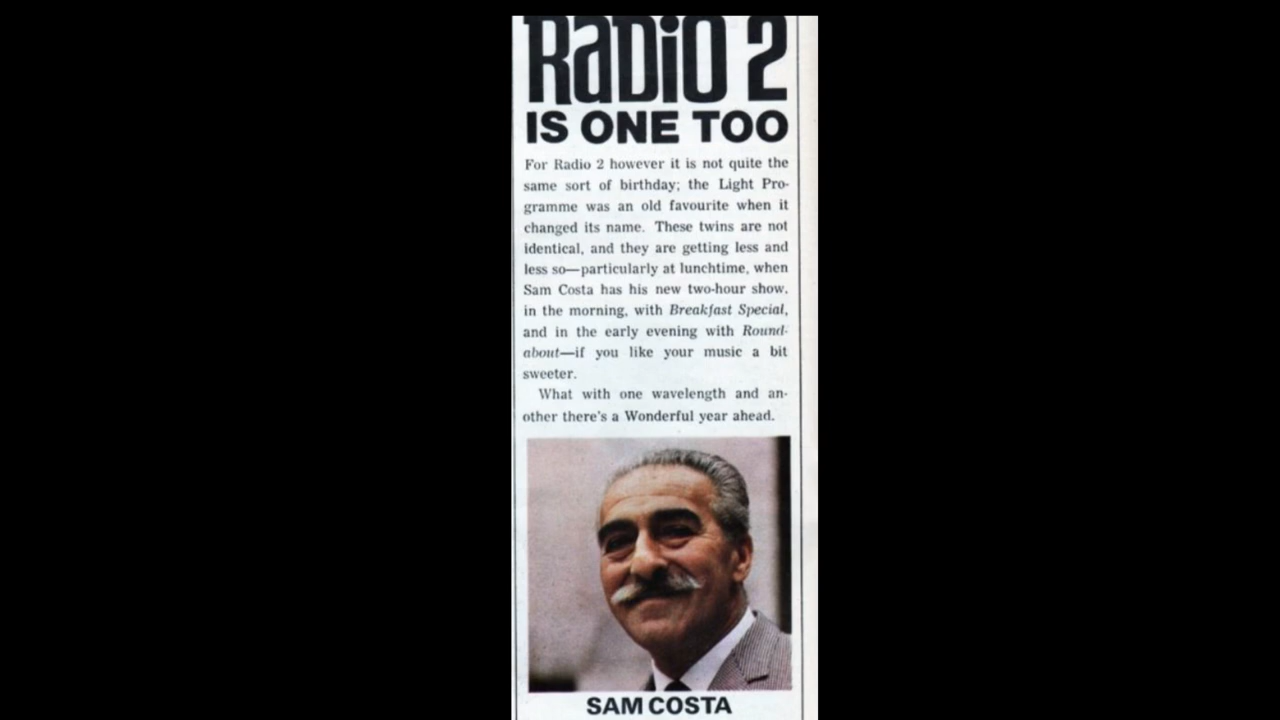 RaDio 2
IS ONE TOO
For Radio 2 however it is not quite the
same sort of birthday; the Light Pro-
gramme was an old favourite when it
changed its name. These twins are not
identical, and they are getting less and
less so—particularly at lunchtime, when
Sam Costa has his new two-hour show,
in the morning, with Breakfast Special,
and in the early evening with Round-
about—if you like your music a bit
sweeter.
What with one wavelength and an-
other there's a Wonderful year ahead.
SAM COSTA